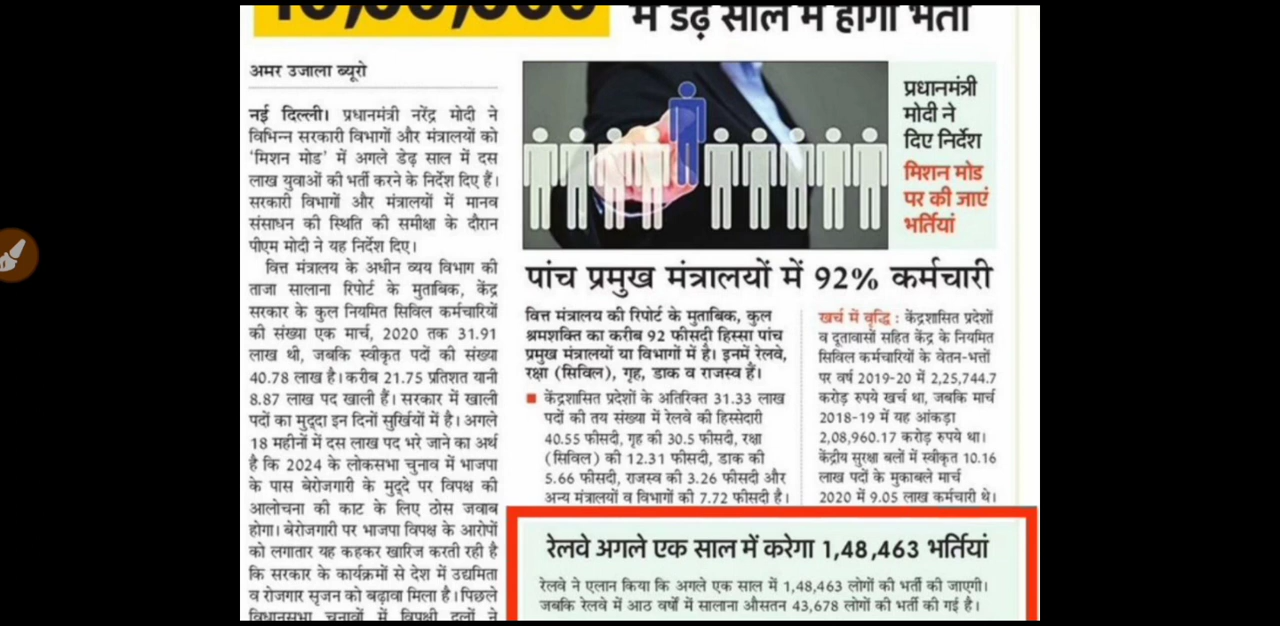 10,00,000
में डेढ़ साल में होगी भर्ती
अमर उजाला ब्यूरो
नई दिल्ली। प्रधानमंत्री नरेंद्र मोदी ने
विभिन्न सरकारी विभागों और मंत्रालयों को
'मिशन मोड' में अगले डेढ़ साल में दस
लाख युवाओं की भर्ती करने के निर्देश दिए हैं।
सरकारी विभागों और मंत्रालयों में मानव
संसाधन की स्थिति की समीक्षा के दौरान
पीएम मोदी ने यह निर्देश दिए।
वित्त मंत्रालय के अधीन व्यय विभाग की
ताजा सालाना रिपोर्ट के मुताबिक, केंद्र
सरकार के कुल नियमित सिविल कर्मचारियों
की संख्या एक मार्च, 2020 तक 31.91
लाख थी, जबकि स्वीकृत पदों की संख्या
40.78 लाख है। करीब 21.75 प्रतिशत यानी
8.87 लाख पद खाली हैं। सरकार में खाली
पदों का मुद्दा इन दिनों सुर्खियों में है। अगले
18 महीनों में दस लाख पद भरे जाने का अर्थ
है कि 2024 के लोकसभा चुनाव में भाजपा
के पास बेरोजगारी के मुद्दे पर विपक्ष की
आलोचना की काट के लिए ठोस जवाब
होगा। बेरोजगारी पर भाजपा विपक्ष के आरोपों
को लगातार यह कहकर खारिज करती रही है
कि सरकार के कार्यक्रमों से देश में उद्यमिता
व रोजगार सृजन को बढ़ावा मिला है। पिछले
विधानसभा चुनावों में विपक्षी दलों ने
प्रधानमंत्री
मोदी ने
दिए निर्देश
मिशन मोड
पर की जाएं
भर्तियां
पांच प्रमुख मंत्रालयों में 92% कर्मचारी
वित्त मंत्रालय की रिपोर्ट के मुताबिक, कुल
श्रमशक्ति का करीब 92 फीसदी हिस्सा पांच
प्रमुख मंत्रालयों या विभागों में है। इनमें रेलवे,
रक्षा (सिविल), गृह, डाक व राजस्व हैं।
केंद्रशासित प्रदेशों के अतिरिक्त 31.33 लाख
पदों की तय संख्या में रेलवे की हिस्सेदारी
40.55 फीसदी, गृह की 30.5 फीसदी, रक्षा
(सिविल) की 12.31 फीसदी, डाक की
5.66 फीसदी, राजस्व की 3.26 फीसदी और
अन्य मंत्रालयों व विभागों की 7.72 फीसदी है।
खर्च में वृद्धि : केंद्रशासित प्रदेशों
व दूतावासों सहित केंद्र के नियमित
सिविल कर्मचारियों के वेतन-भत्तों
पर वर्ष 2019-20 में 2,25,744.7
करोड़ रुपये खर्च था, जबकि मार्च
2018-19 में यह आंकड़ा
2,08,960.17 करोड़ रुपये था।
केंद्रीय सुरक्षा बलों में स्वीकृत 10.16
लाख पदों के मुकाबले मार्च
2020 में 9.05 लाख कर्मचारी थे।
रेलवे अगले एक साल में करेगा 1,48,463 भर्तियां
रेलवे ने एलान किया कि अगले एक साल में 1,48,463 लोगों की भर्ती की जाएगी।
जबकि रेलवे में आठ वर्षों में सालाना औसतन 43,678 लोगों की भर्ती की गई है।